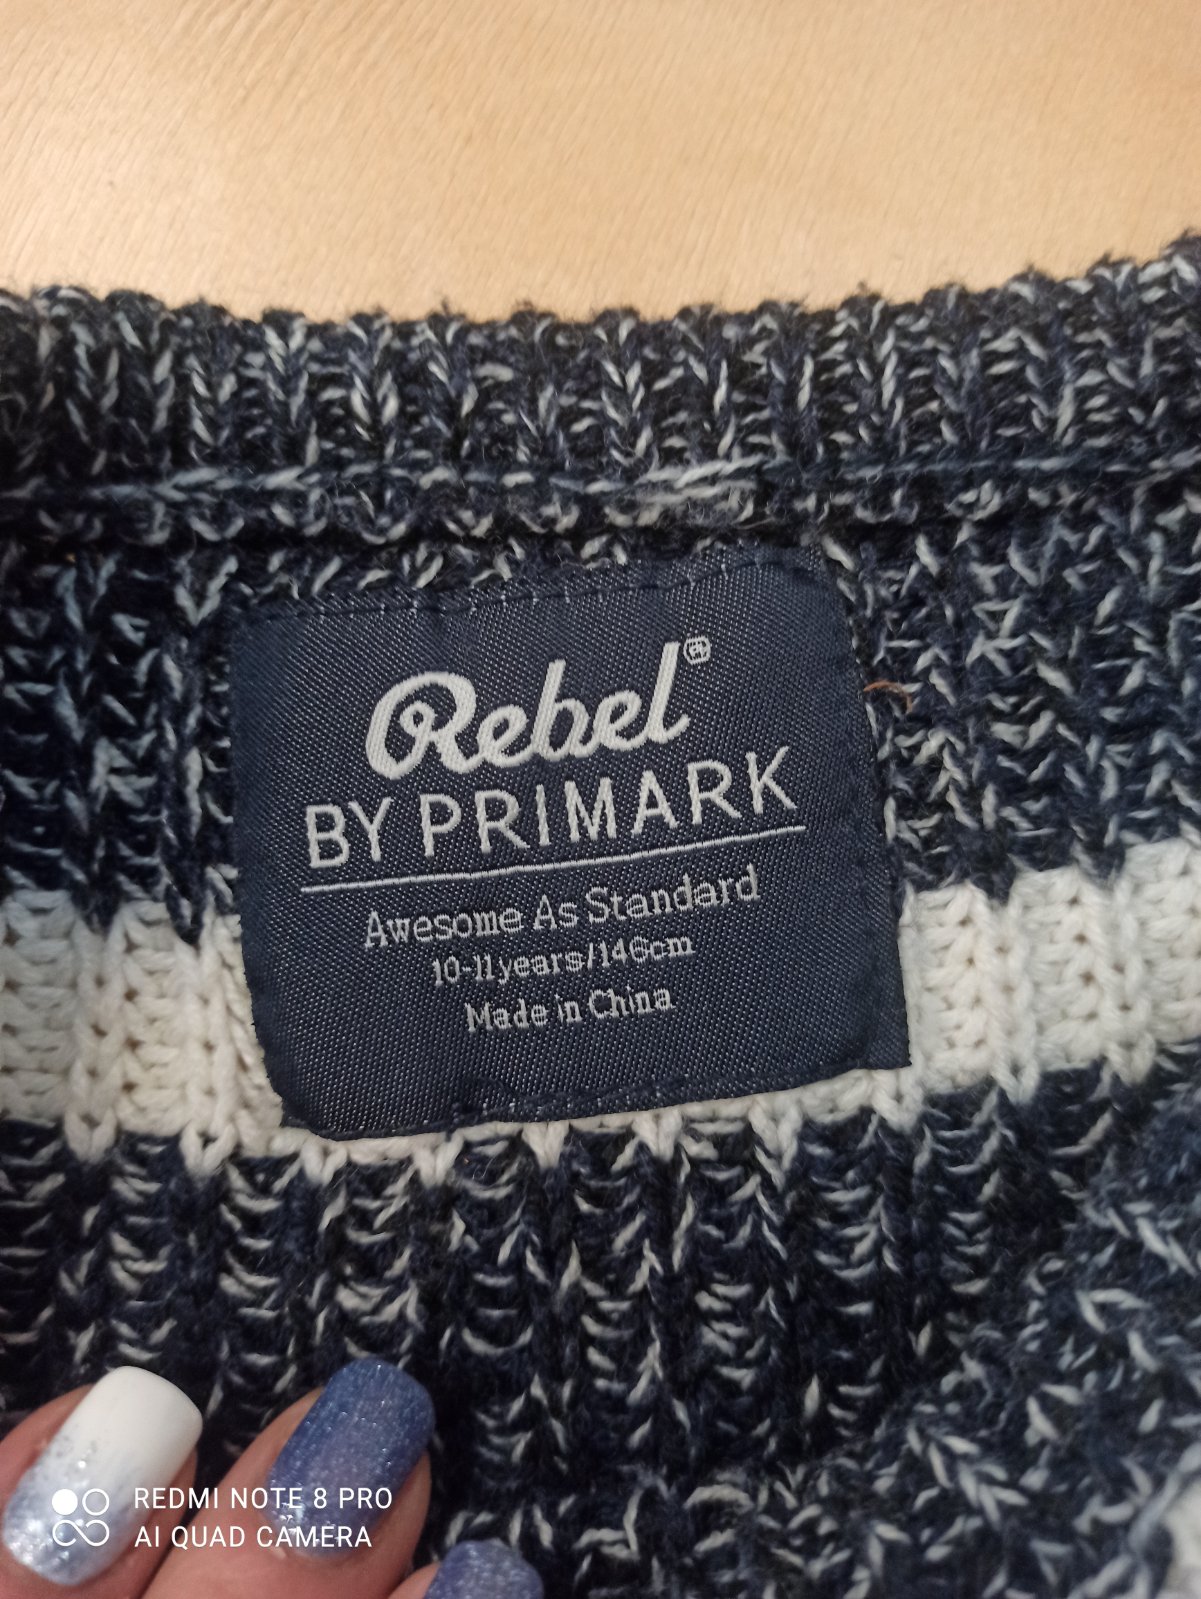 Rebel®
BY PRIMARK
Awesome As Standard
10-11years/146cm
Made in China
REDMI NOTE 8 PRO
AI QUAD CAMERA